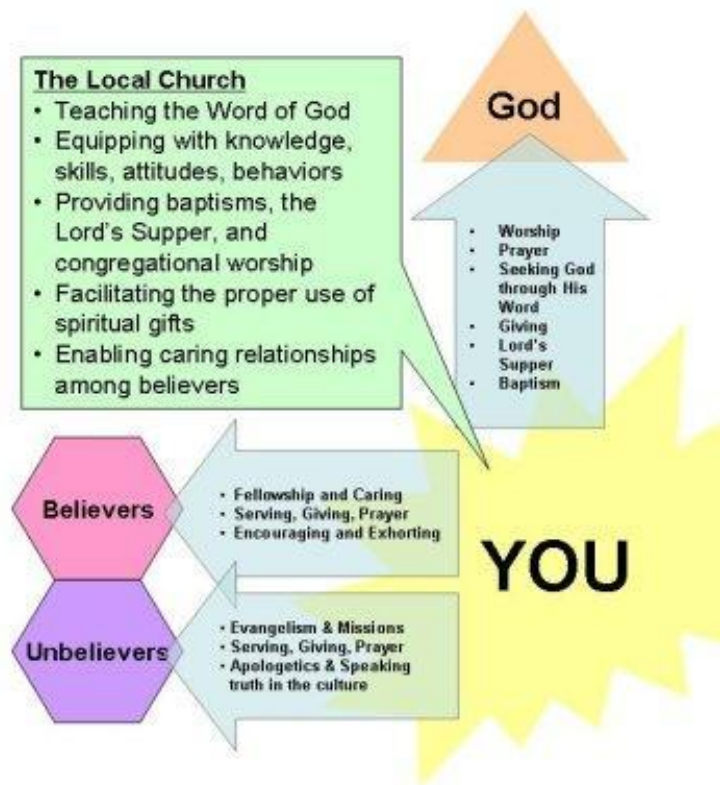 The Local Church
• Teaching the Word of God
• Equipping with knowledge,
skills, attitudes, behaviors
• Providing baptisms, the
Lord's Supper, and
congregational worship
• Facilitating the proper use of
spiritual gifts
• Enabling caring relationships
among believers
God
• Worship
• Prayer
• Seeking God
through His
Word
• Giving
• Lord's
Supper
• Baptism
Believers
• Fellowship and Caring
• Serving, Giving, Prayer
• Encouraging and Exhorting
YOU
Unbelievers
• Evangelism & Missions
• Serving, Giving, Prayer
• Apologetics & Speaking
truth in the culture